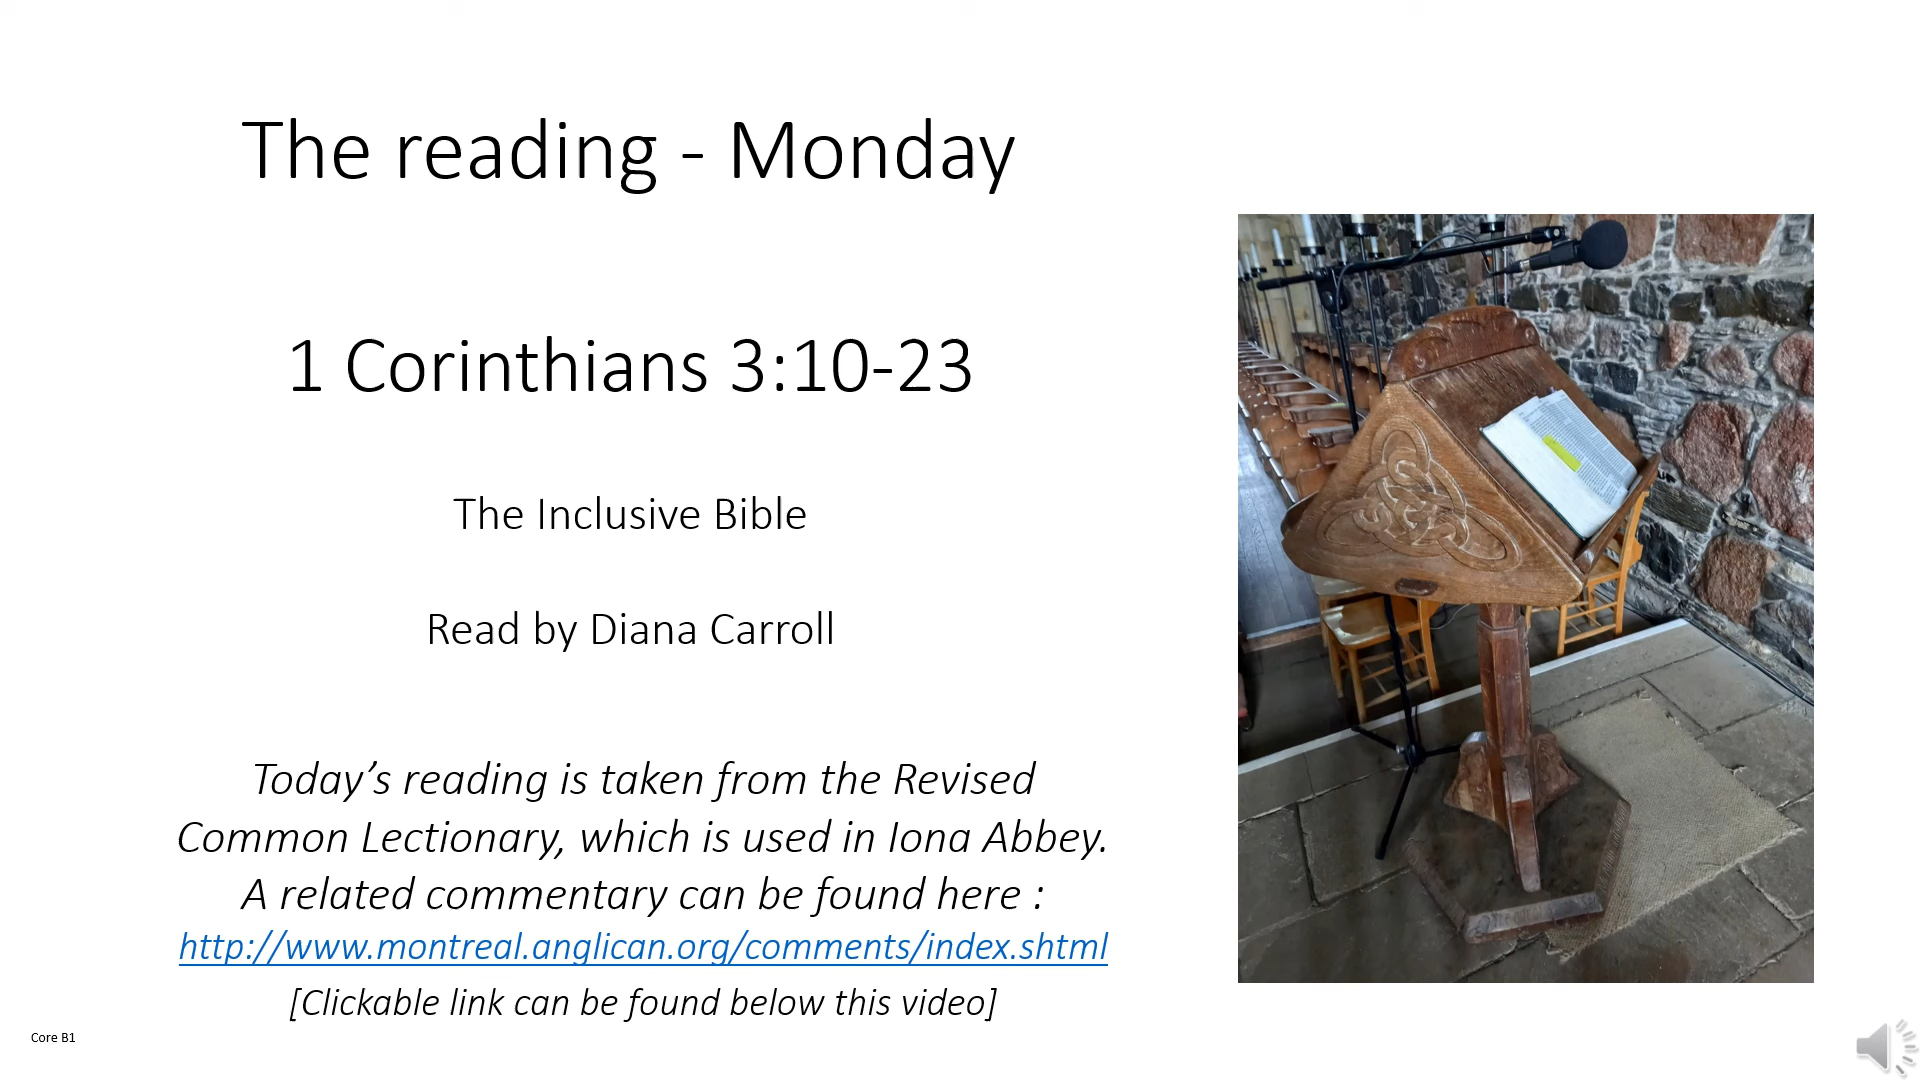 The reading - Monday
1 Corinthians 3:10-23
The Inclusive Bible
Read by Diana Carroll
Today’s reading is taken from the Revised
Common Lectionary, which is used in Iona Abbey.
A related commentary can be found here :
http://www.montreal.anglican.org/comments/index.shtml
[Clickable link can be found below this video]
Core B1